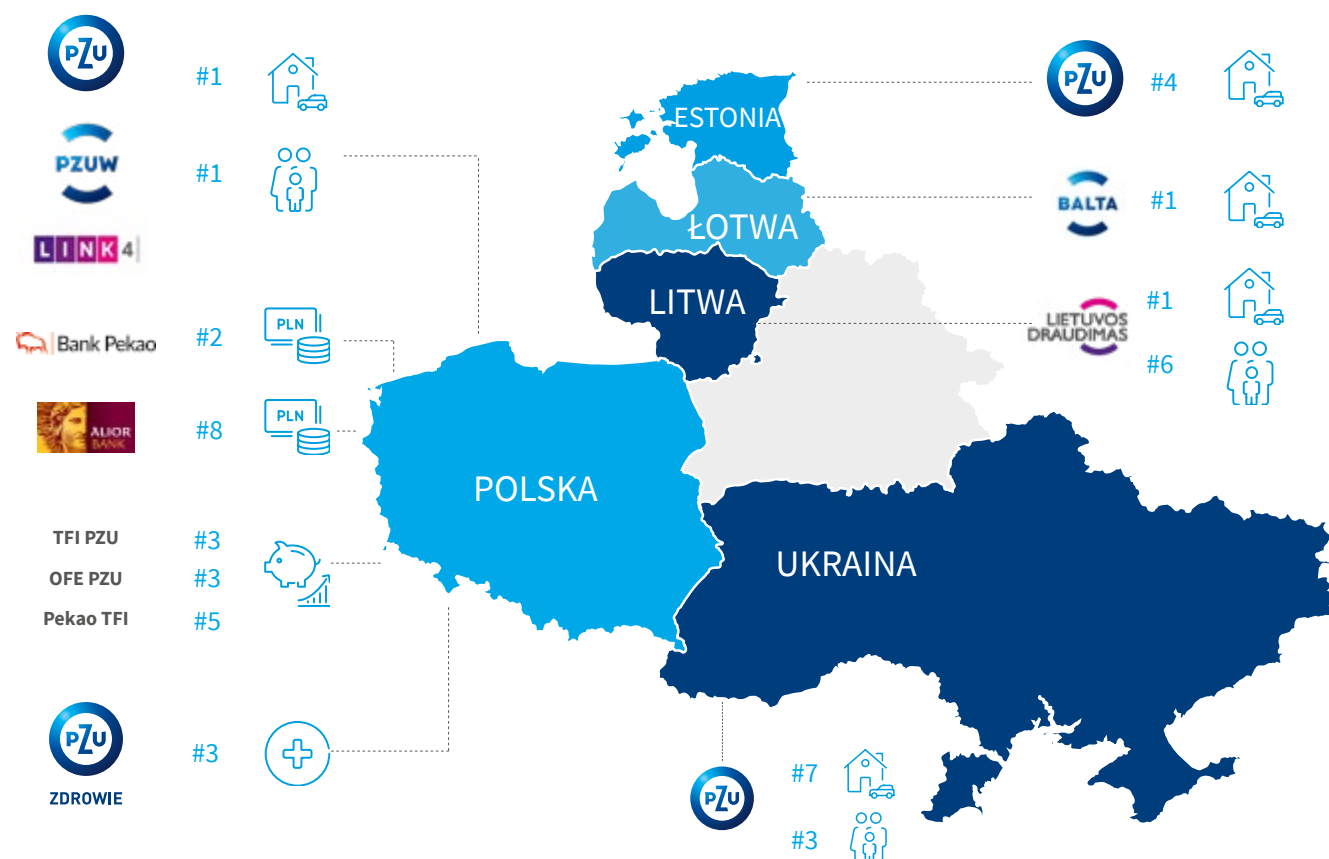 PZU
#1
PZUW
#1
LINK 4
Bank Pekao
#2
PLN
ALIOR
BANK
#8
PLN
TFI PZU
#3
OFE PZU
#3
Pekao TFI
#5
PZU
ZDROWIE
#3
ESTONIA
ŁOTWA
LITWA
POLSKA
UKRAINA
PZU
#4
BALTA
#1
LIETUVOS
DRAUDIMAS
#1
#6
PZU
#7
#3